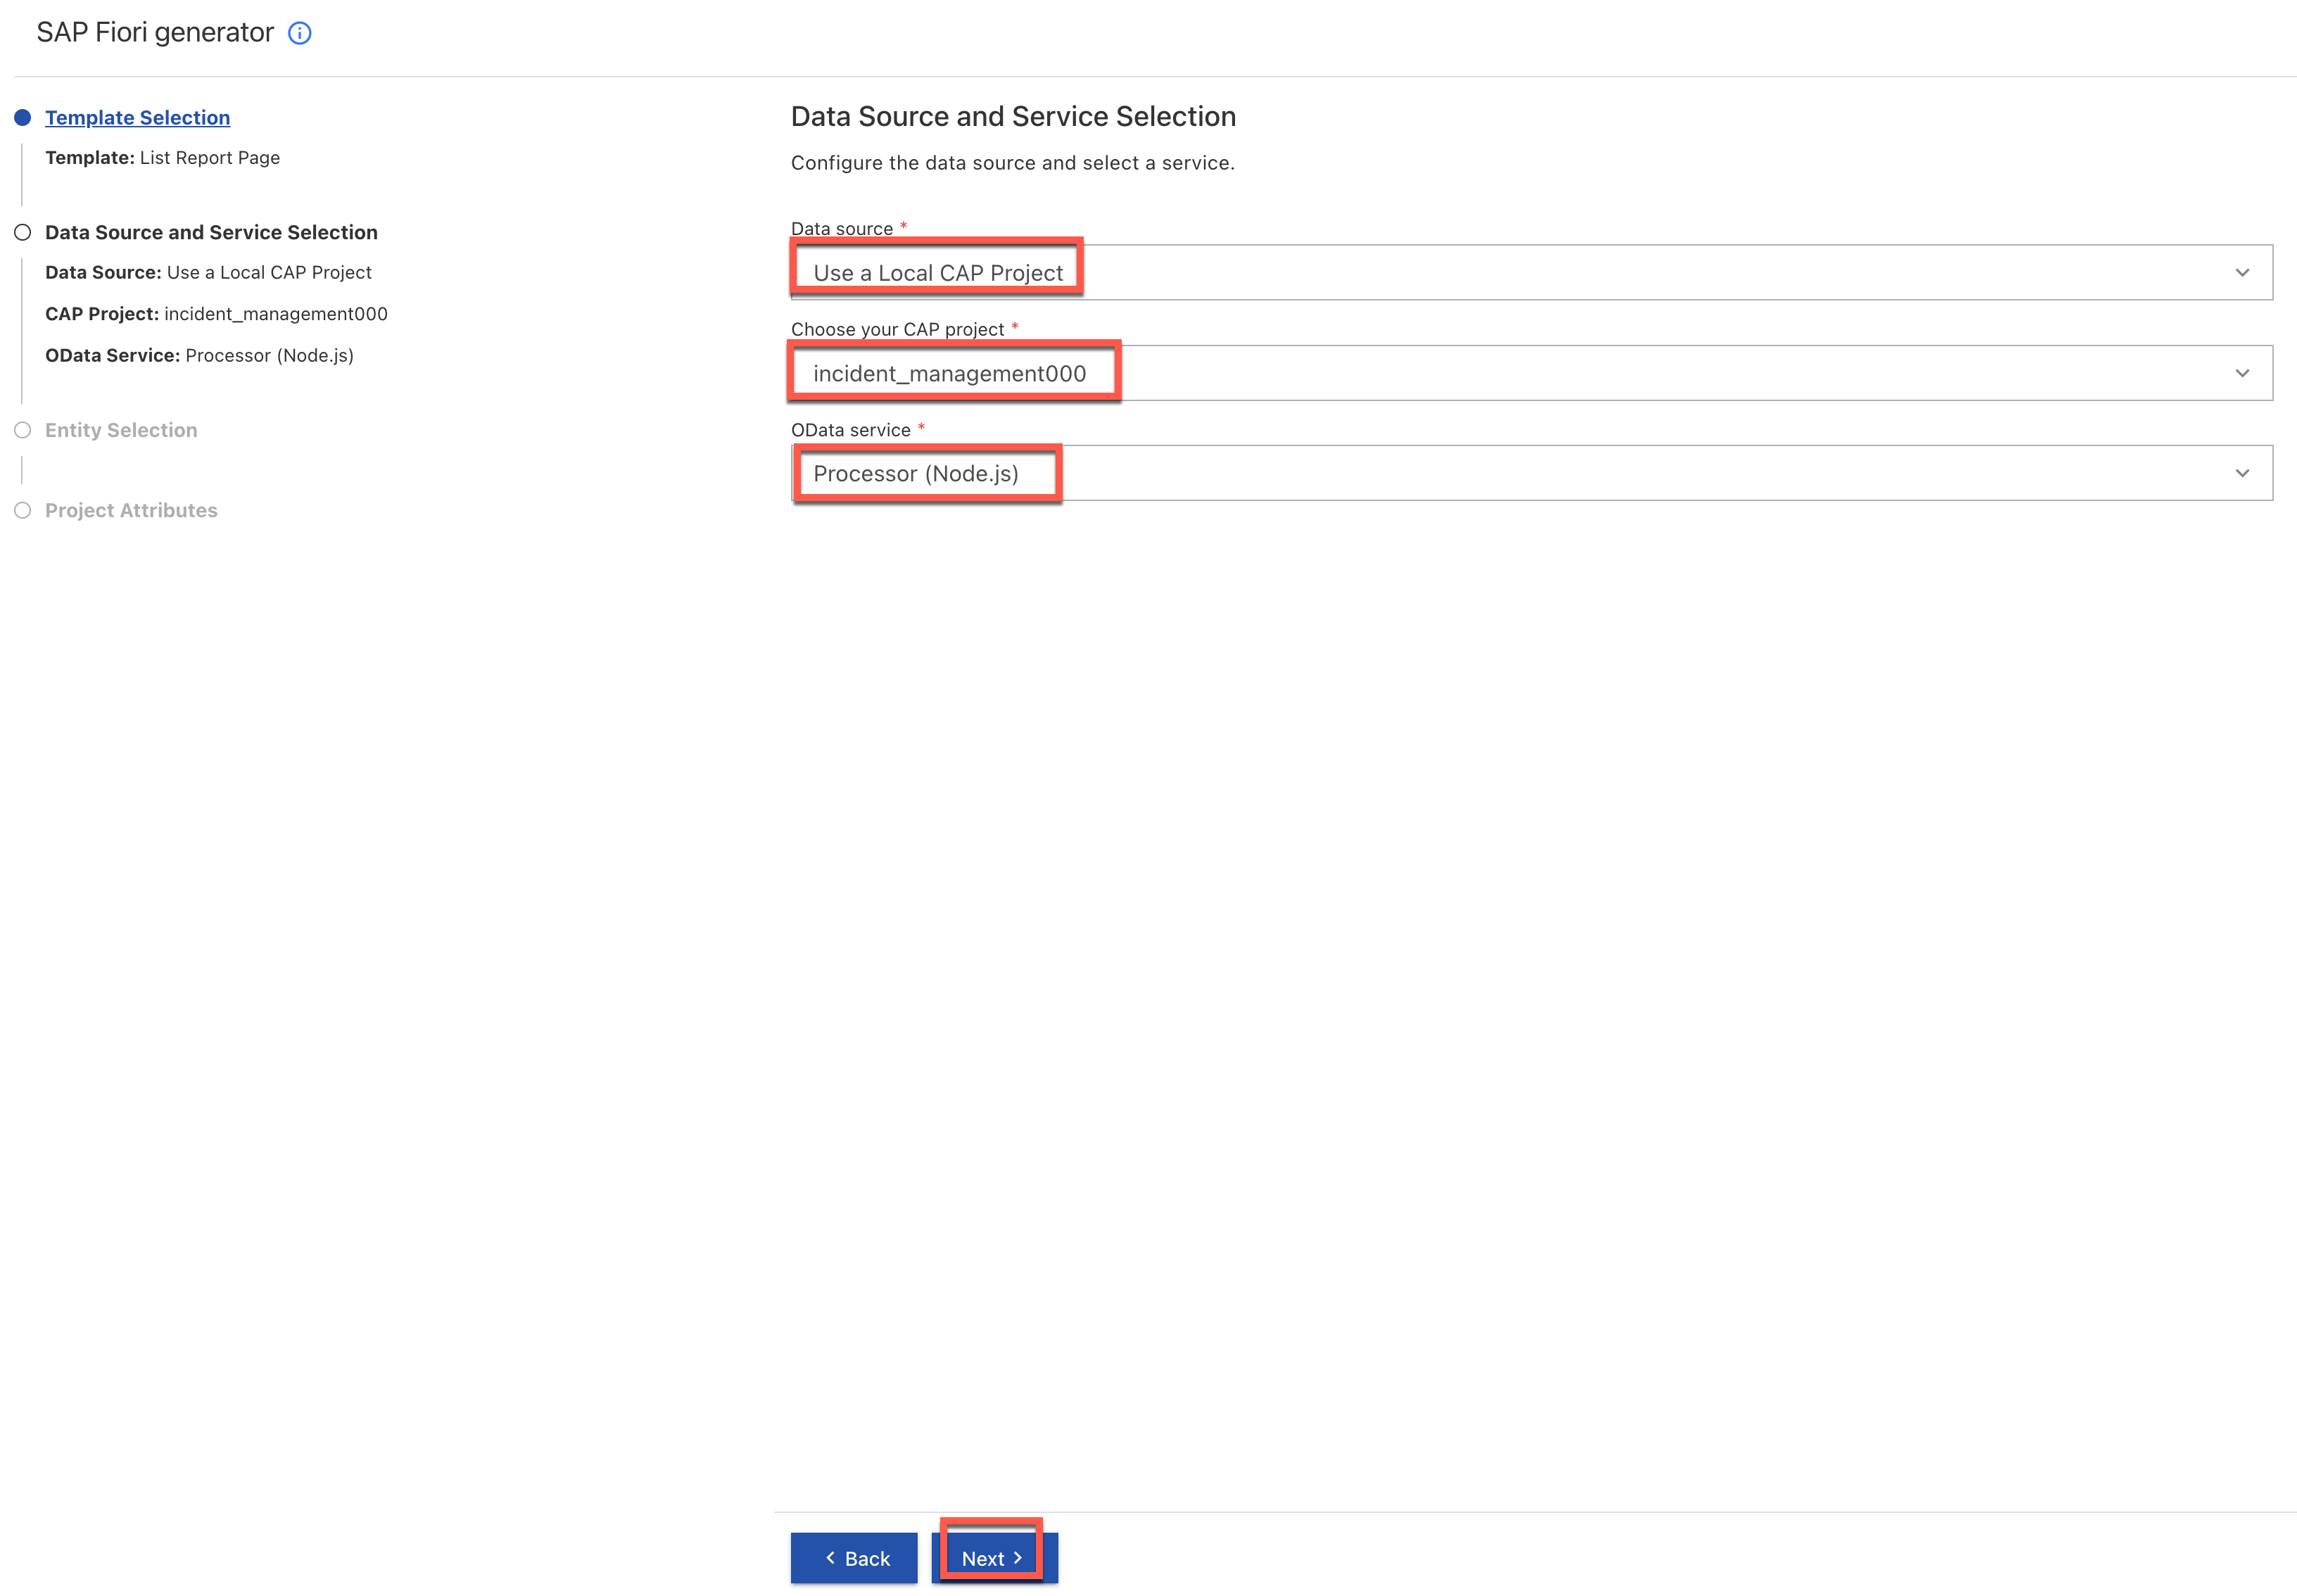 SAP Fiori generator
Template Selection
Template: List Report Page
Data Source and Service Selection
Data Source: Use a Local CAP Project
CAP Project: incident_management000
OData Service: Processor (Node.js)
Entity Selection
Project Attributes
Data Source and Service Selection
Configure the data source and select a service.
Data source *
Use a Local CAP Project
Choose your CAP project *
incident_management000
OData service *
Processor (Node.js)
Back
Next